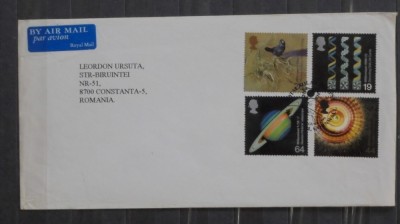 BY AIR MAIL
par avion
Royal Mail
LEORDON URSUTA,
STR-BIRUINTEI
NR-51,
8700 CONSTANTA-5,
ROMANIA.
19
64
44